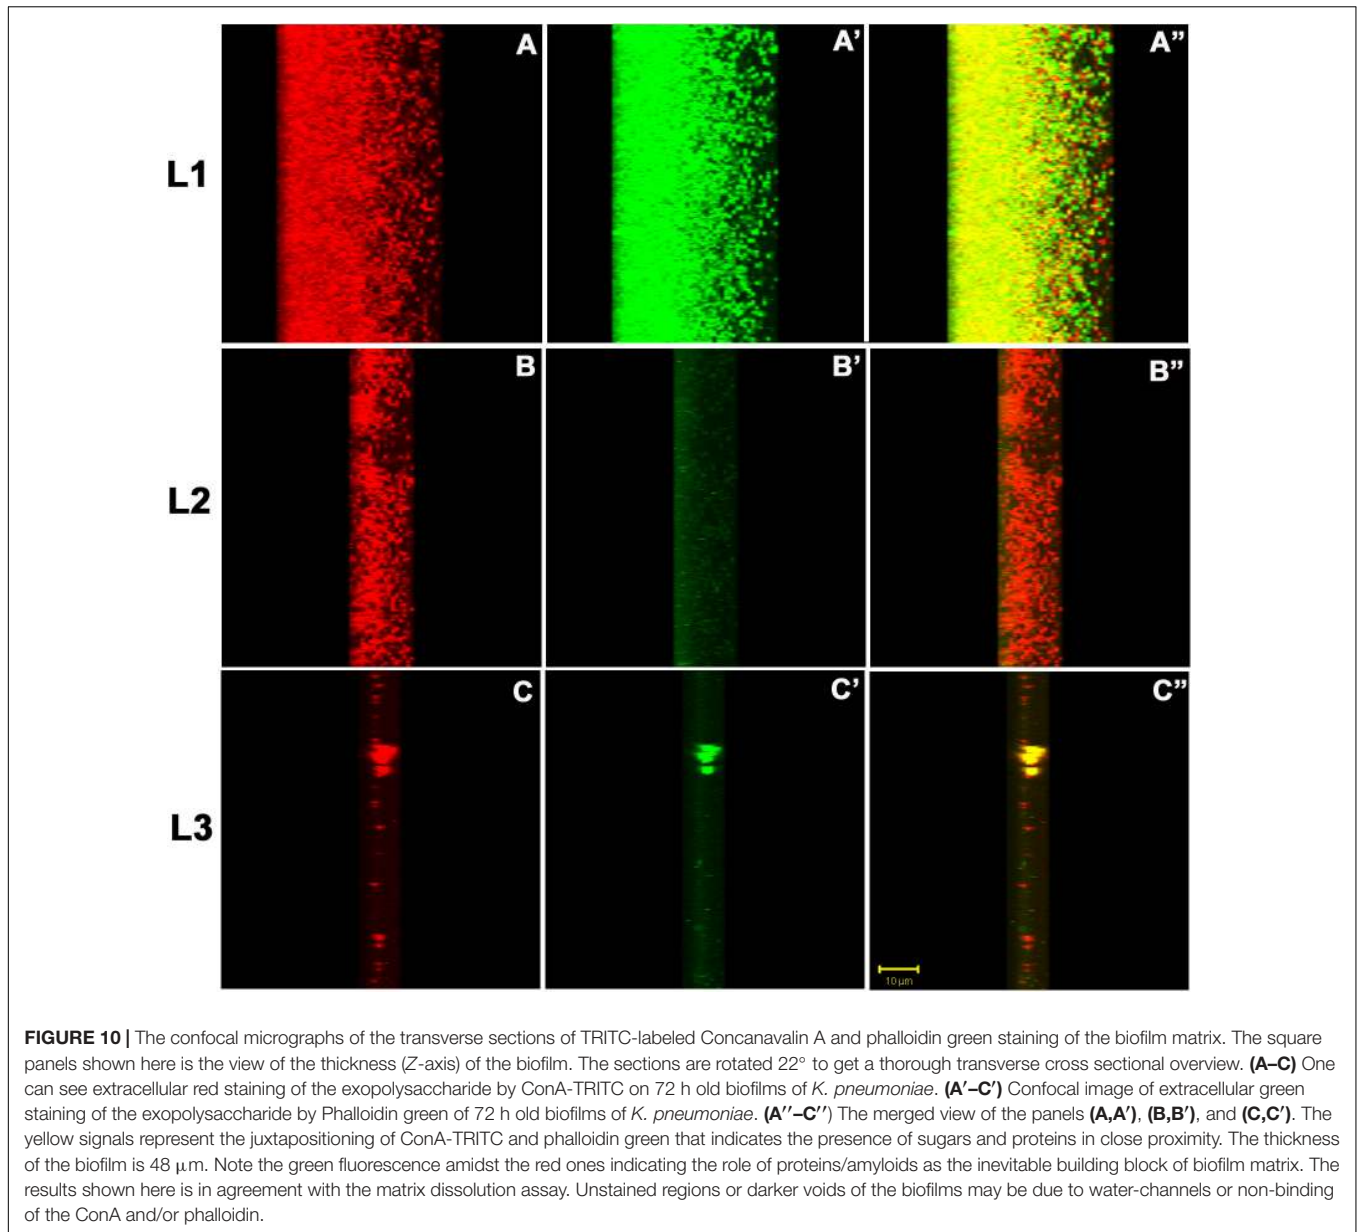 A A’ A”
L1
B B’ B”
L2
C C’ C”
L3
10 µm
FIGURE 10 | The confocal micrographs of the transverse sections of TRITC-labeled Concanavalin A and phalloidin green staining of the biofilm matrix. The square
panels shown here is the view of the thickness (Z-axis) of the biofilm. The sections are rotated 22° to get a thorough transverse cross sectional overview. (A–C) One
can see extracellular red staining of the exopolysaccharide by ConA-TRITC on 72 h old biofilms of K. pneumoniae. (A′–C′) Confocal image of extracellular green
staining of the exopolysaccharide by Phalloidin green of 72 h old biofilms of K. pneumoniae. (A′′–C′′) The merged view of the panels (A,A′), (B,B′), and (C,C′). The
yellow signals represent the juxtapositioning of ConA-TRITC and phalloidin green that indicates the presence of sugars and proteins in close proximity. The thickness
of the biofilm is 48 µm. Note the green fluorescence amidst the red ones indicating the role of proteins/amyloids as the inevitable building block of biofilm matrix. The
results shown here is in agreement with the matrix dissolution assay. Unstained regions or darker voids of the biofilms may be due to water-channels or non-binding
of the ConA and/or phalloidin.